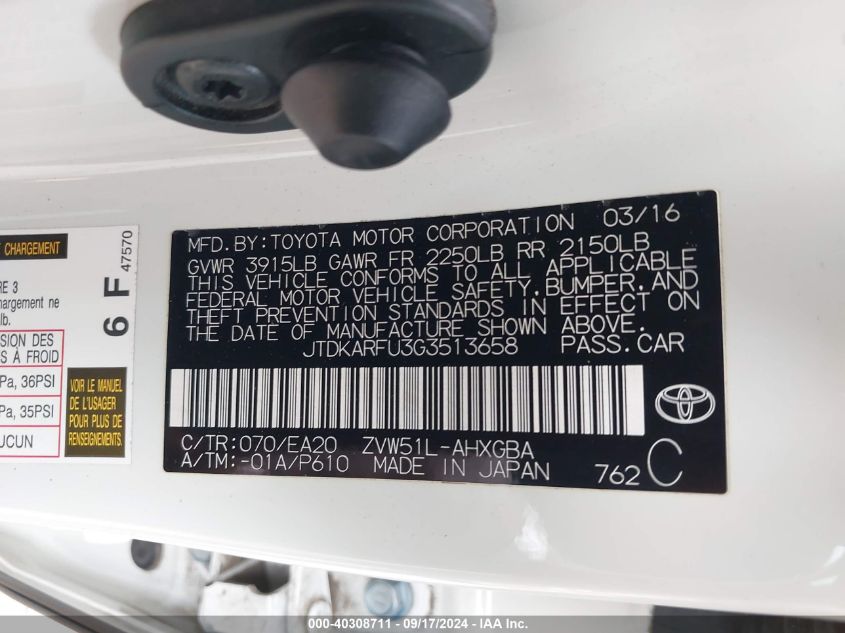 CHARGEMENT
RE 3
hargement ne
lb.
SION DES
À FROID
Pa, 36PSI
Pa, 35PSI
UCUN
6 F 47570
VOIR LE MANUEL
DE L'USAGER
POUR PLUS DE
RENSEIGNEMENTS.
MFD.BY:TOYOTA MOTOR CORPORATION 03/16
GVWR 3915LB GAWR FR 2250LB RR 2150LB
THIS VEHICLE CONFORMS TO ALL APPLICABLE
FEDERAL MOTOR VEHICLE SAFETY,BUMPER,AND
THEFT PREVENTION STANDARDS IN EFFECT ON
THE DATE OF MANUFACTURE SHOWN ABOVE.
JTDKARFU3G3513658 PASS.CAR
C/TR:070/EA20 ZVW51L-AHXGBA
A/TM:-01A/P610 MADE IN JAPAN 762 C
000-40308711 - 09/17/2024 - IAAI.COM